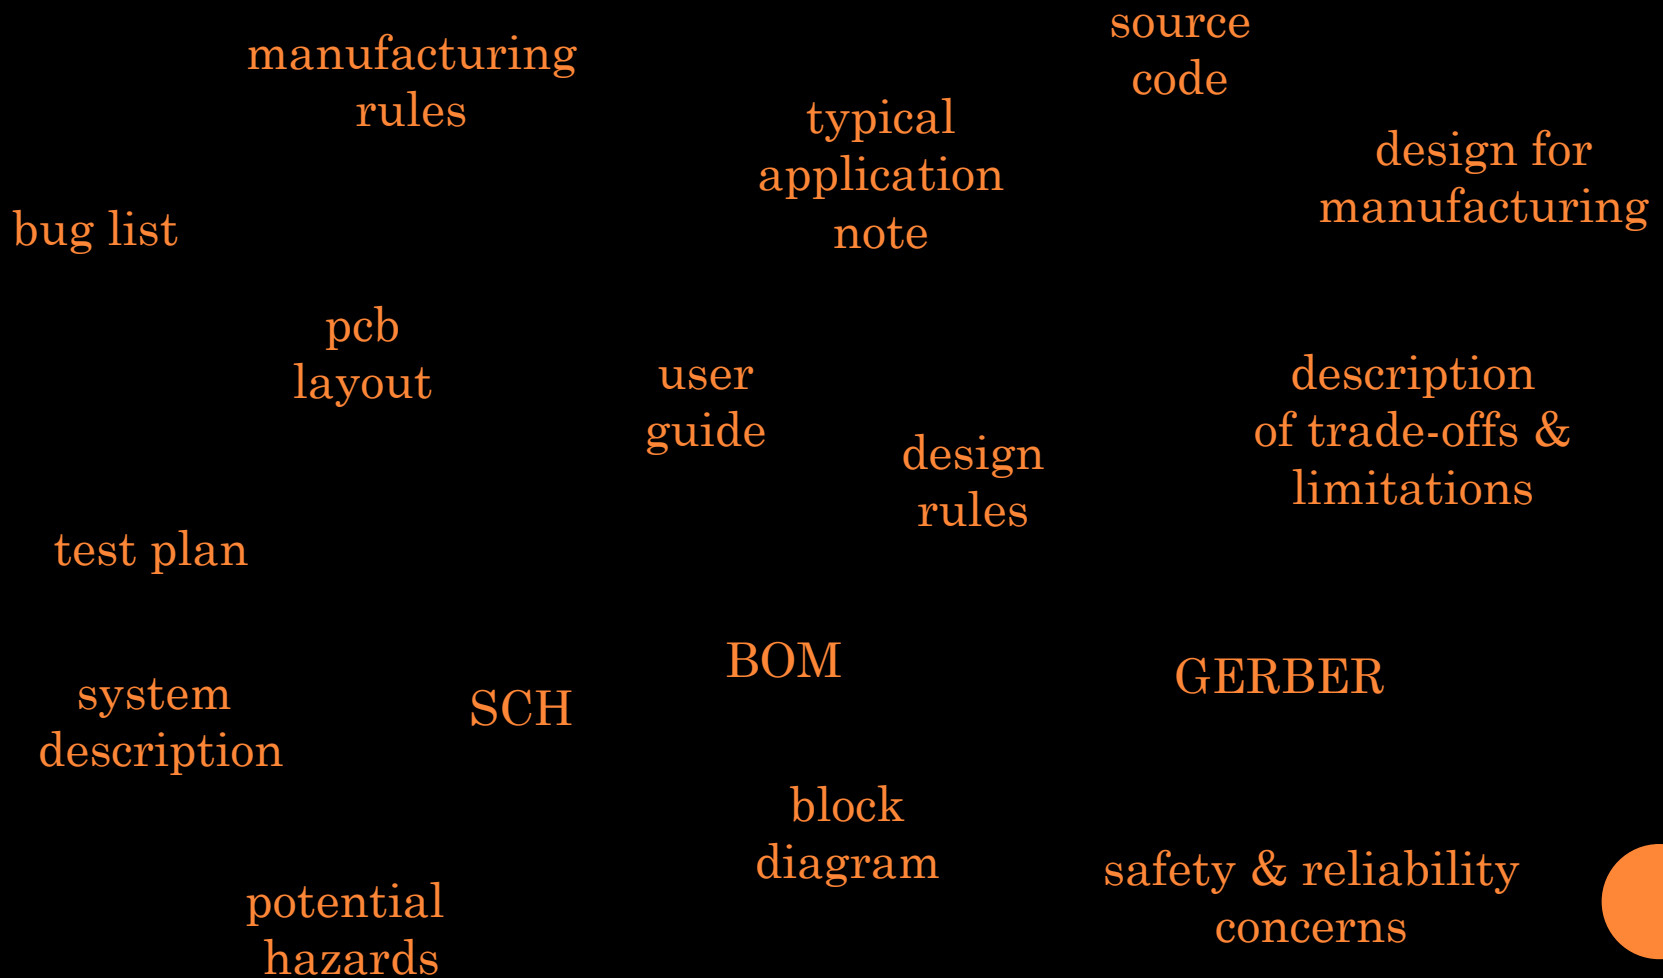 source
code
manufacturing
rules
typical
application
note
design for
manufacturing
bug list
pcb
layout
user
guide
description
of trade-offs &
limitations
design
rules
test plan
BOM
GERBER
system
description
SCH
block
diagram
safety & reliability
concerns
potential
hazards